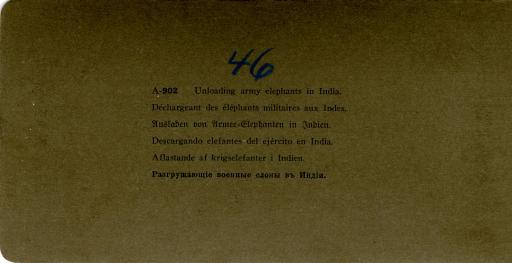 46
A-902 Unloading army elephants in India.
Déchargeant des éléphants militaires aux Indes.
Ausladen von Armee-Elephanten in Indien.
Descargando elefantes del ejército en India.
Aflastande af krigselefanter i Indien.
Разгружающіе военные слоны въ Индіи.